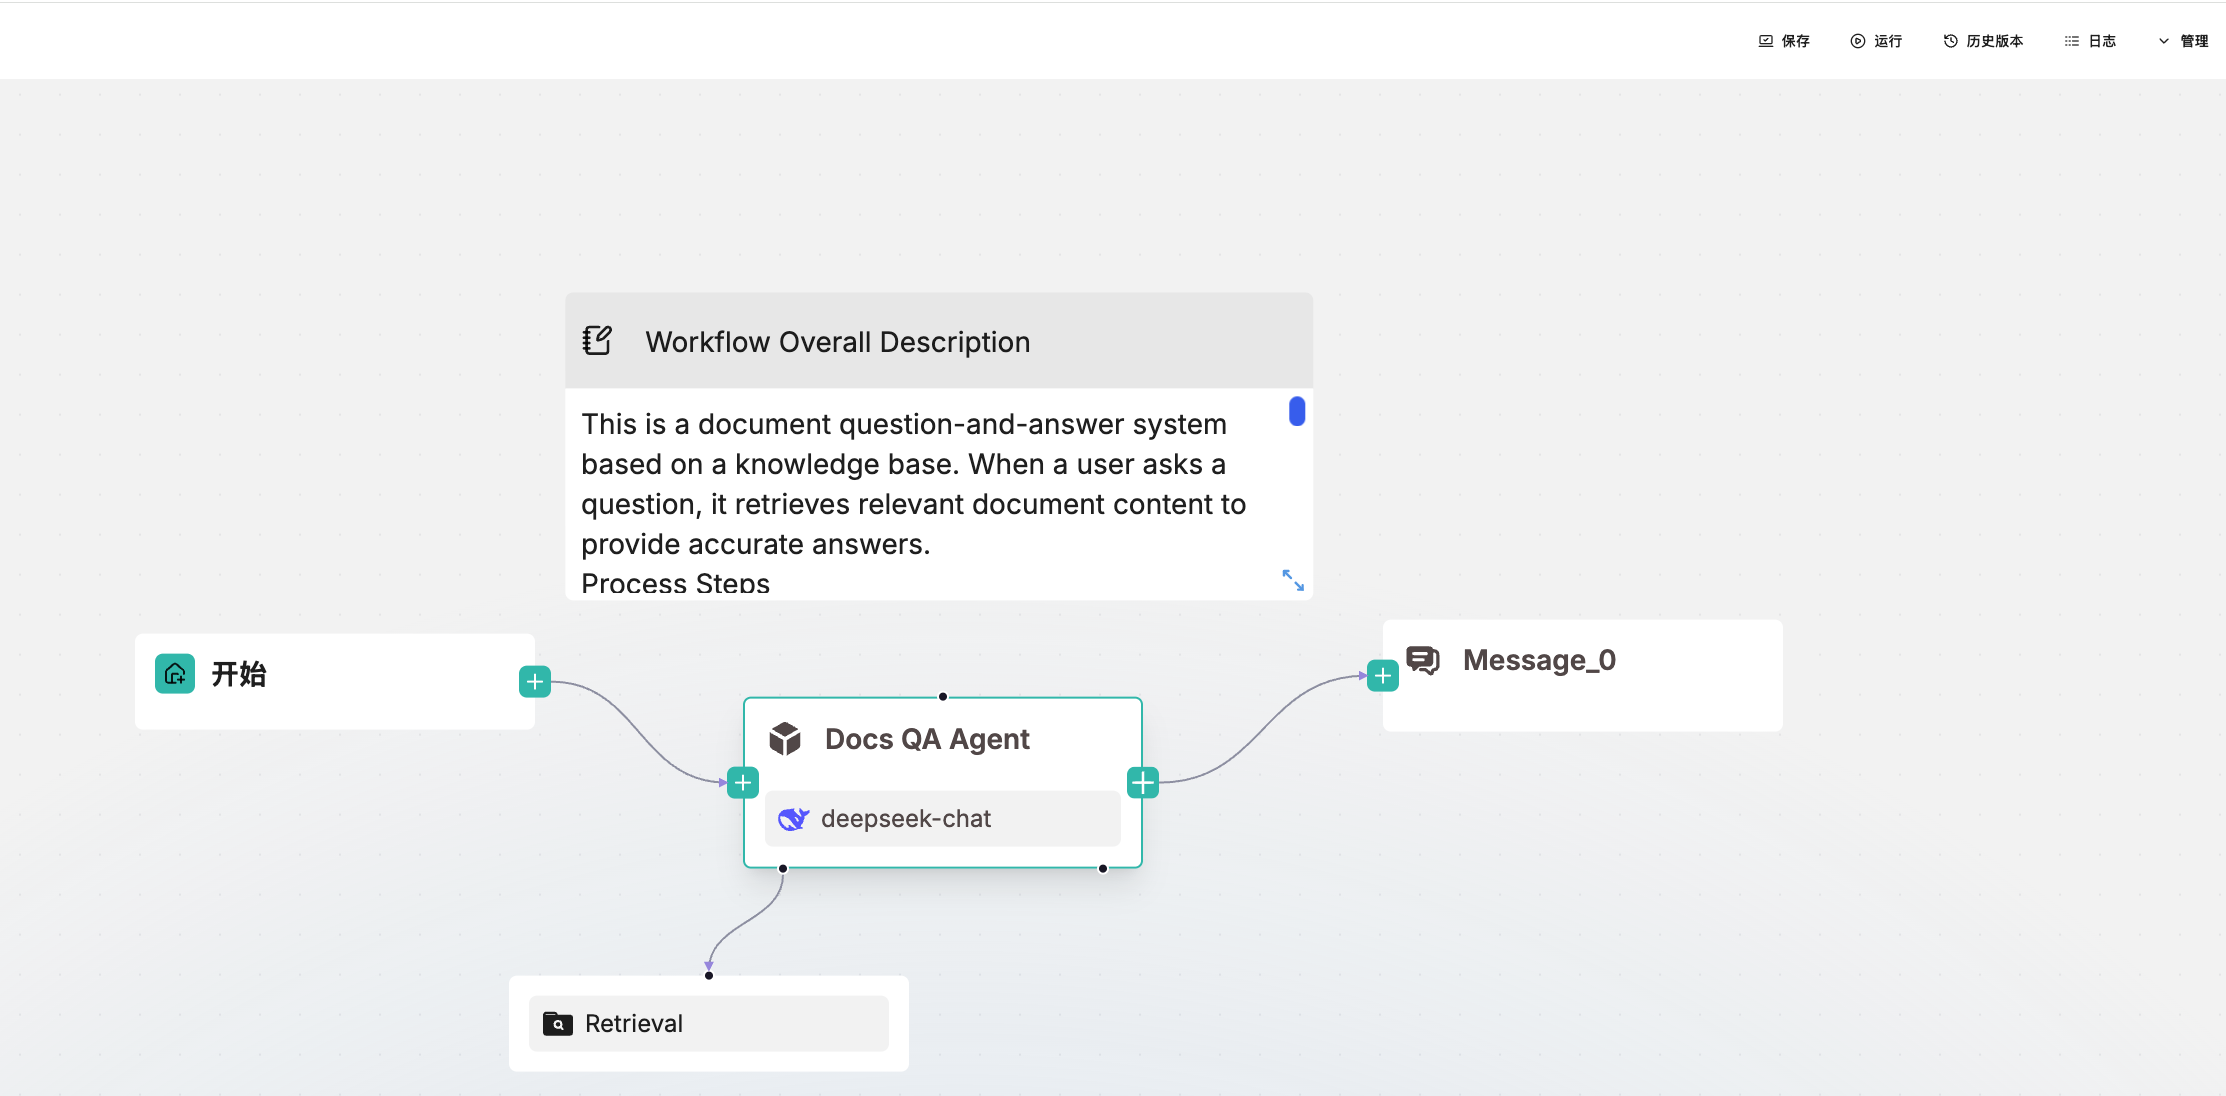 保存 运行 历史版本 日志 管理
Workflow Overall Description
This is a document question-and-answer system
based on a knowledge base. When a user asks a
question, it retrieves relevant document content to
provide accurate answers.
Process Steps
开始
Message_0
Docs QA Agent
deepseek-chat
Retrieval